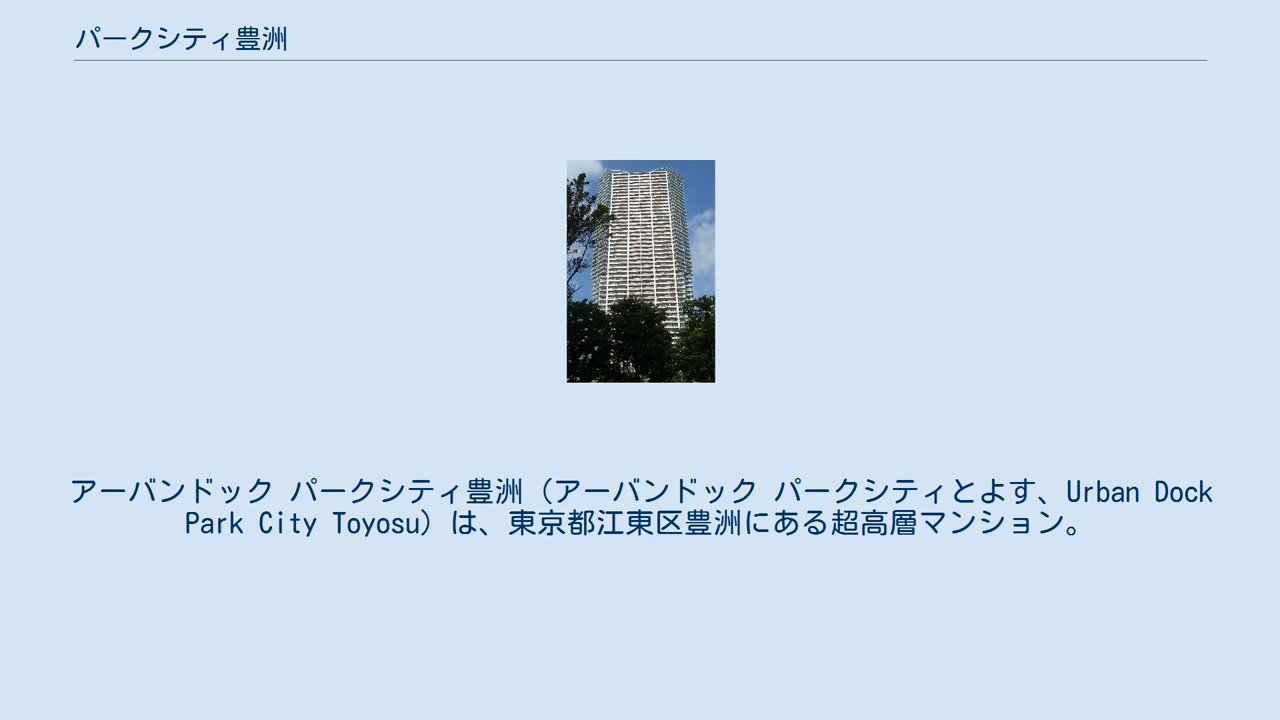 パークシティ豊洲
アーバンドック パークシティ豊洲（アーバンドック パークシティとよす、Urban Dock
Park City Toyosu）は、東京都江東区豊洲にある超高層マンション。